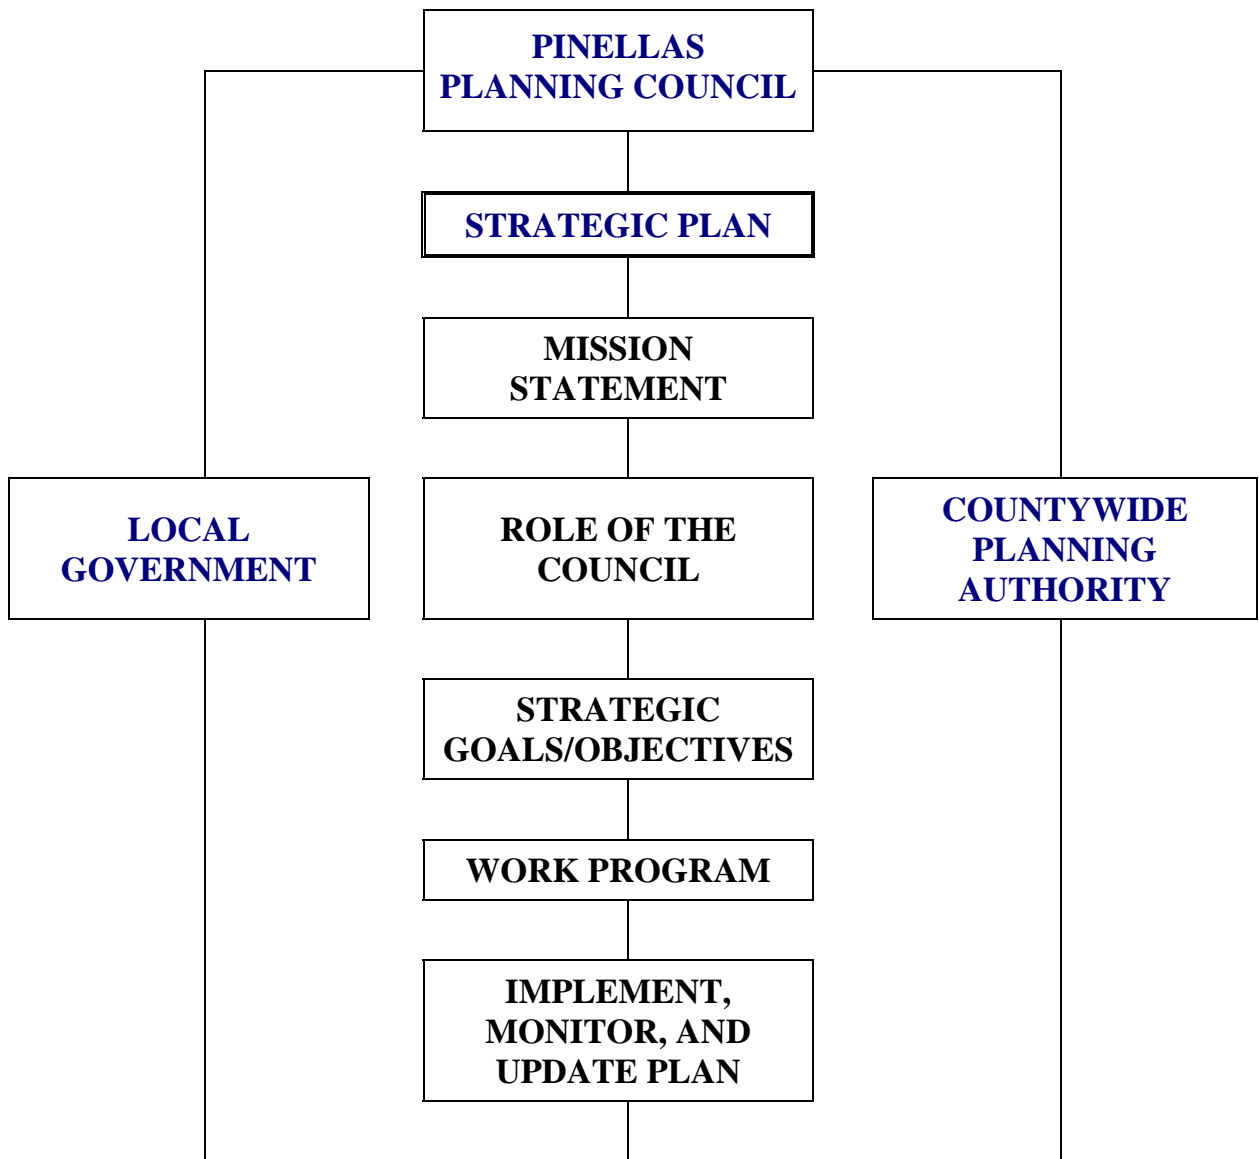 PINELLAS
PLANNING COUNCIL
STRATEGIC PLAN
MISSION
STATEMENT
LOCAL
GOVERNMENT
ROLE OF THE
COUNCIL
COUNTYWIDE
PLANNING
AUTHORITY
STRATEGIC
GOALS/OBJECTIVES
WORK PROGRAM
IMPLEMENT,
MONITOR, AND
UPDATE PLAN